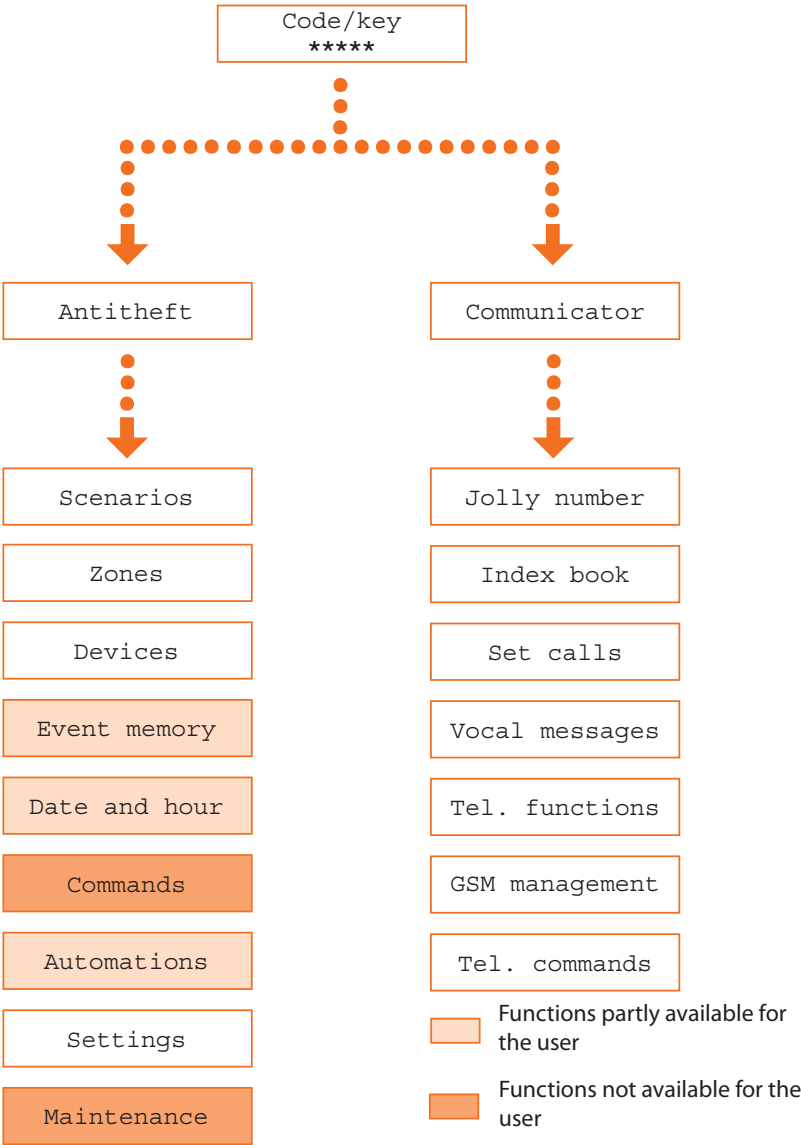 Code/key
*****
Antitheft
Communicator
Scenarios
Zones
Devices
Event memory
Date and hour
Commands
Automations
Settings
Maintenance
Jolly number
Index book
Set calls
Vocal messages
Tel. functions
GSM management
Tel. commands
Functions partly available for
the user
Functions not available for the
user